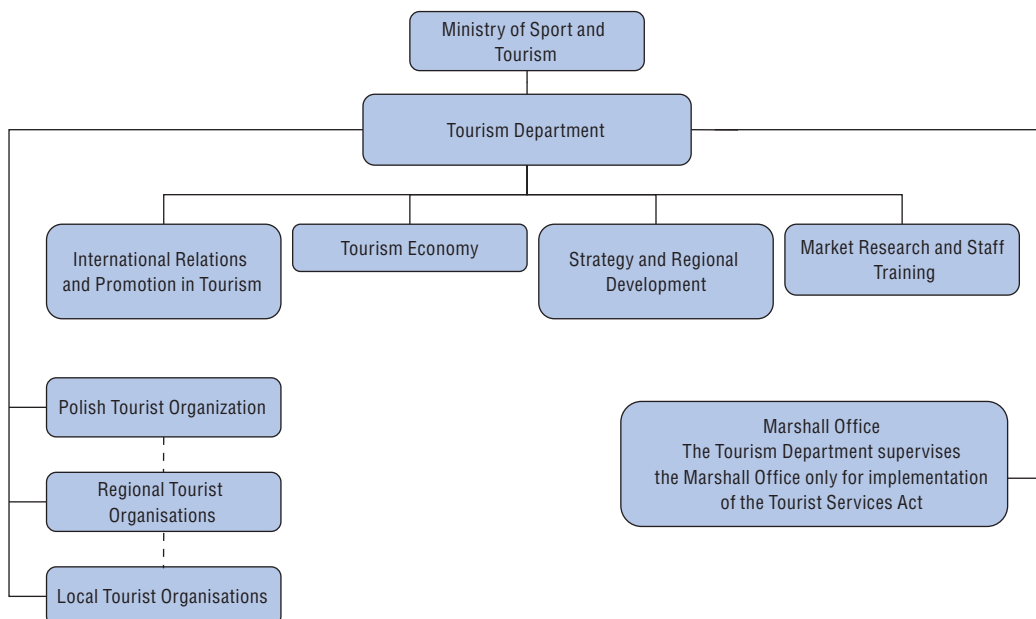 Ministry of Sport and
Tourism
Tourism Department
International Relations
and Promotion in Tourism
Tourism Economy
Strategy and Regional
Development
Market Research and Staff
Training
Polish Tourist Organization
Regional Tourist
Organisations
Local Tourist Organisations
Marshall Office
The Tourism Department supervises
the Marshall Office only for implementation
of the Tourist Services Act